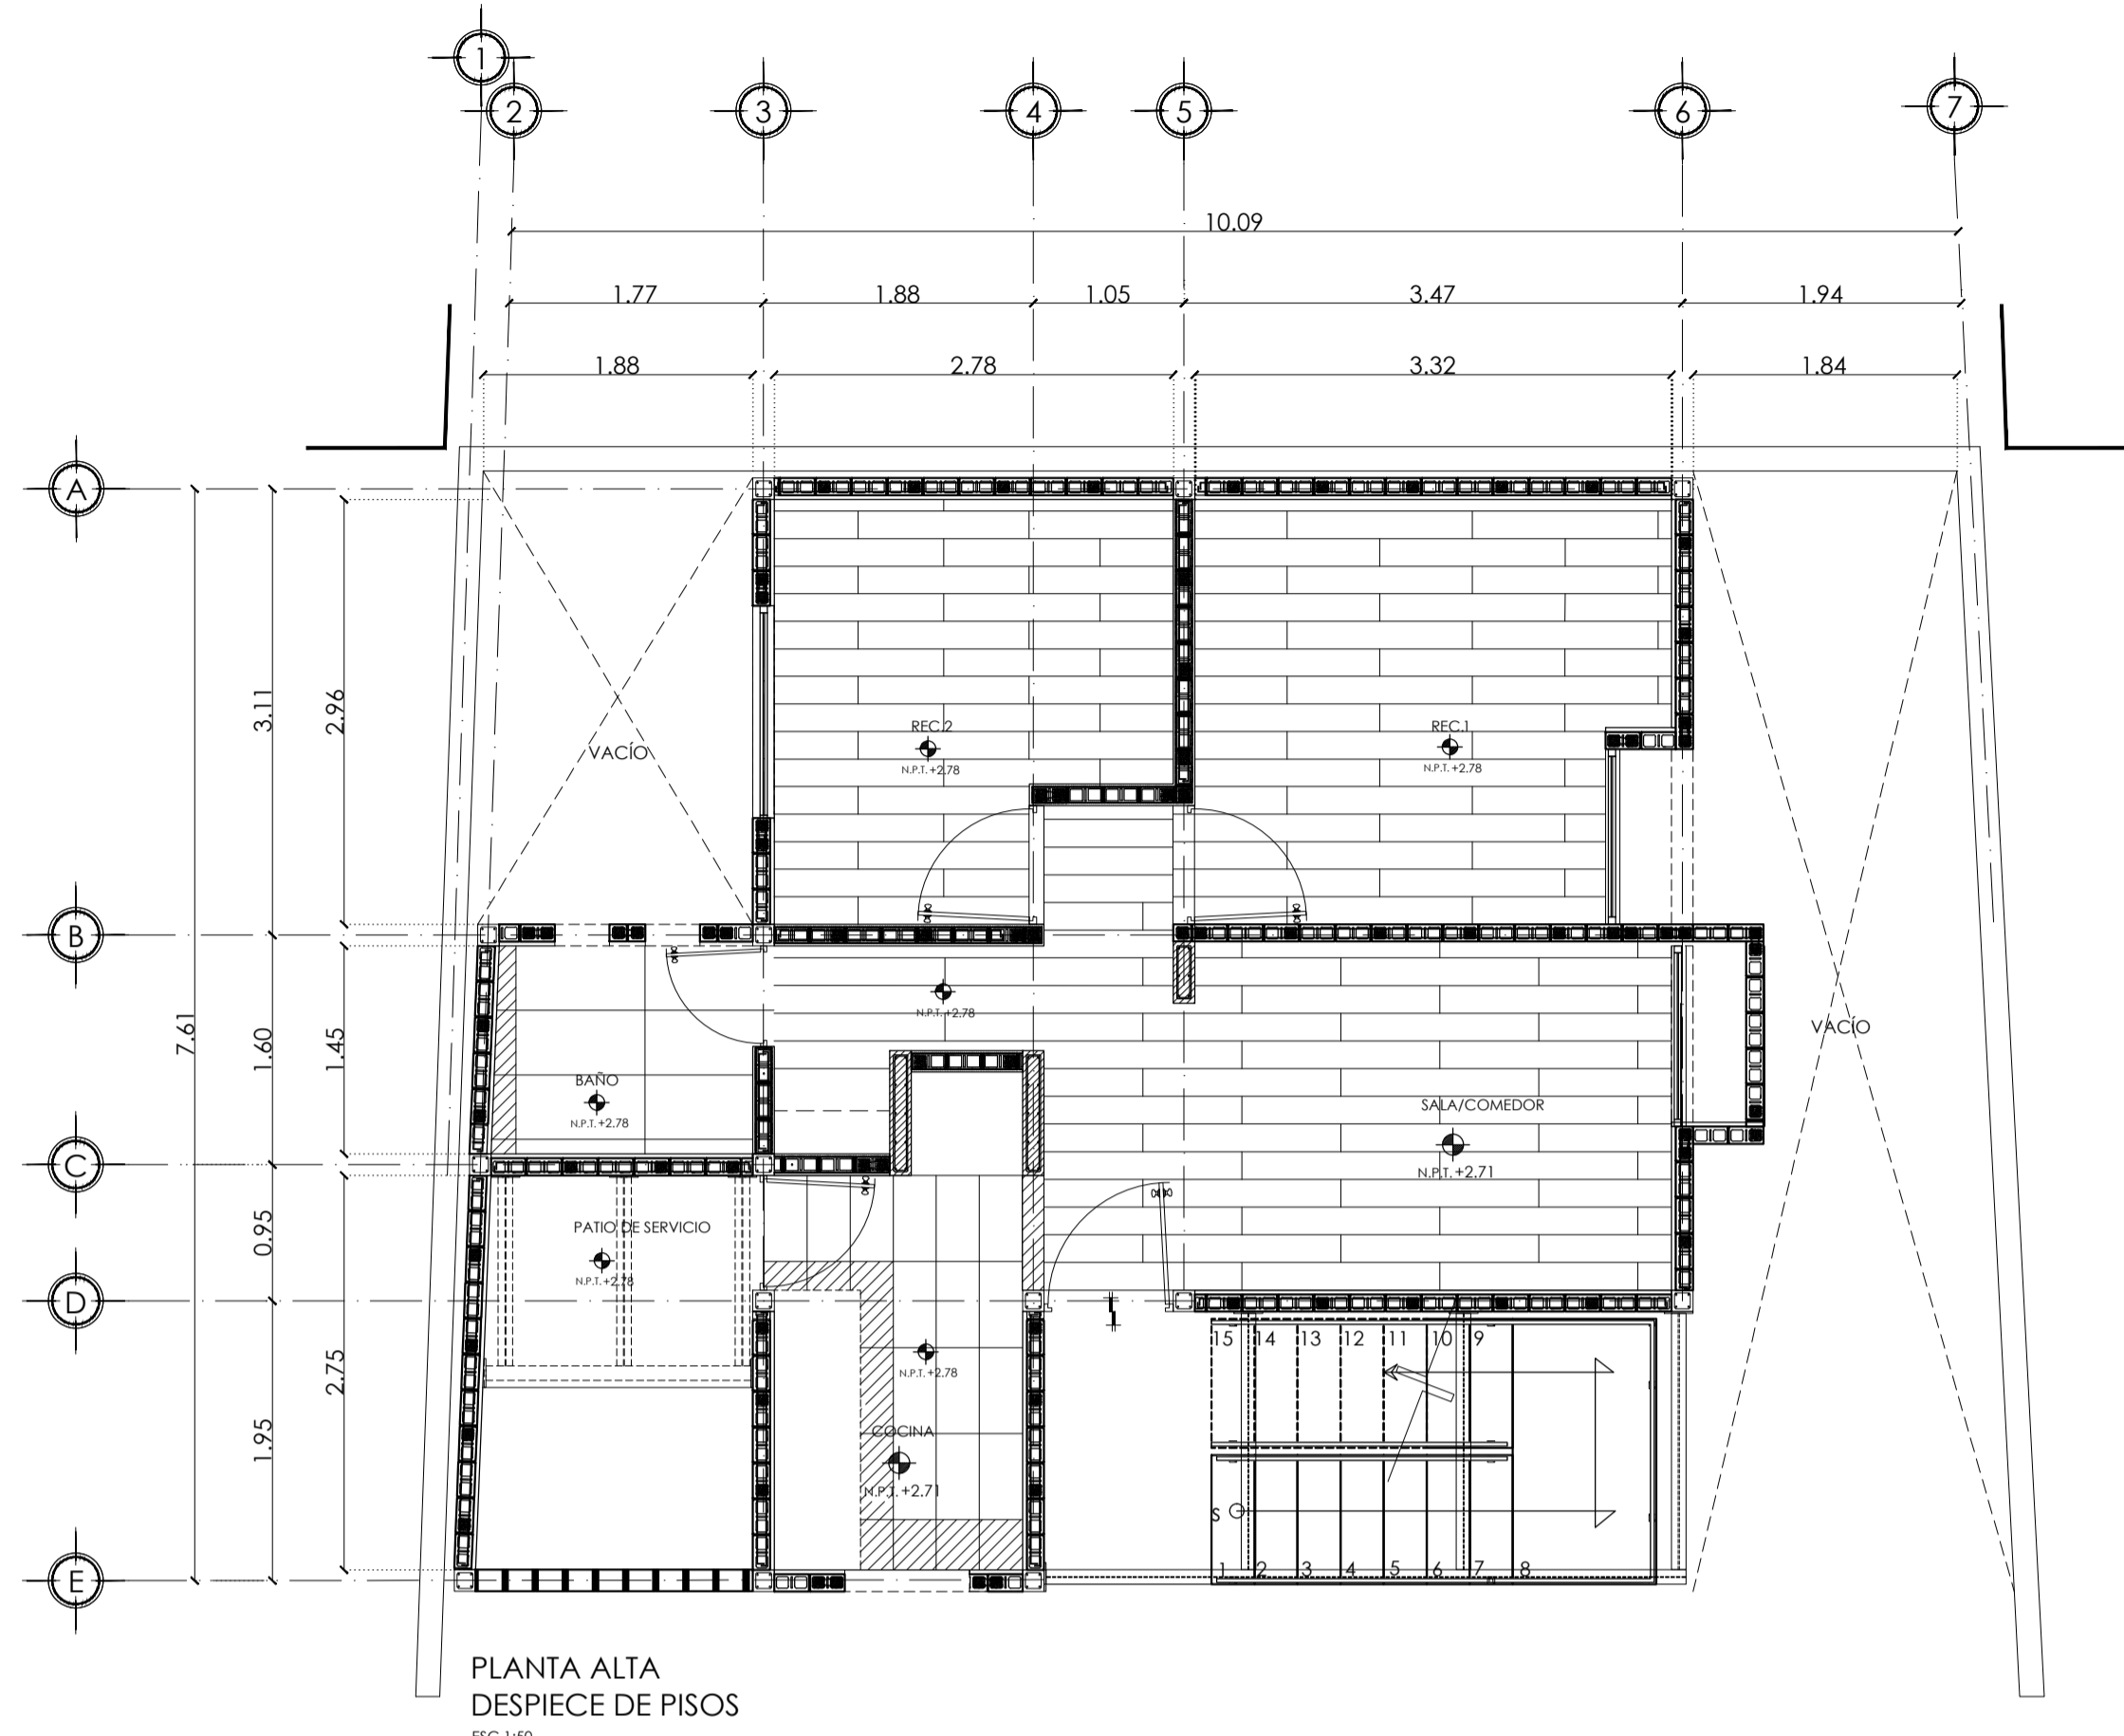 1
2
3
4
5
6
7
10.09
1.77
1.88
1.05
3.47
1.94
1.88
2.78
3.32
1.84
A
B
C
D
E
7.61
3.11
1.60
0.95
1.95
2.96
1.45
2.75
VACÍO
REC.2
N.P.T. +2.78
REC.1
N.P.T. +2.78
N.P.T. +2.78
BAÑO
N.P.T. +2.78
SALA/COMEDOR
N.P.T. +2.71
VACÍO
PATIO DE SERVICIO
N.P.T. +2.78
N.P.T. +2.78
COCINA
N.P.T. +2.71
15 14 13 12 11 10 9
S
1 2 3 4 5 6 7 8
PLANTA ALTA
DESPIECE DE PISOS
ESC 1:50